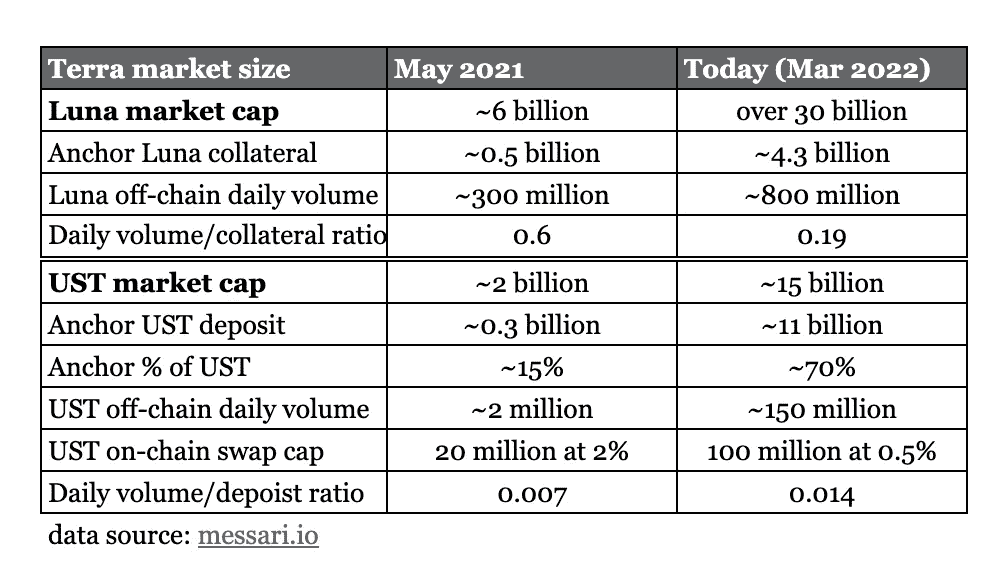 Terra market size May 2021 Today (Mar 2022)
Luna market cap ~6 billion over 30 billion
Anchor Luna collateral ~0.5 billion ~4.3 billion
Luna off-chain daily volume ~300 million ~800 million
Daily volume/collateral ratio 0.6 0.19
UST market cap ~2 billion ~15 billion
Anchor UST deposit ~0.3 billion ~11 billion
Anchor % of UST ~15% ~70%
UST off-chain daily volume ~2 million ~150 million
UST on-chain swap cap 20 million at 2% 100 million at 0.5%
Daily volume/depoist ratio 0.007 0.014
data source: messari.io